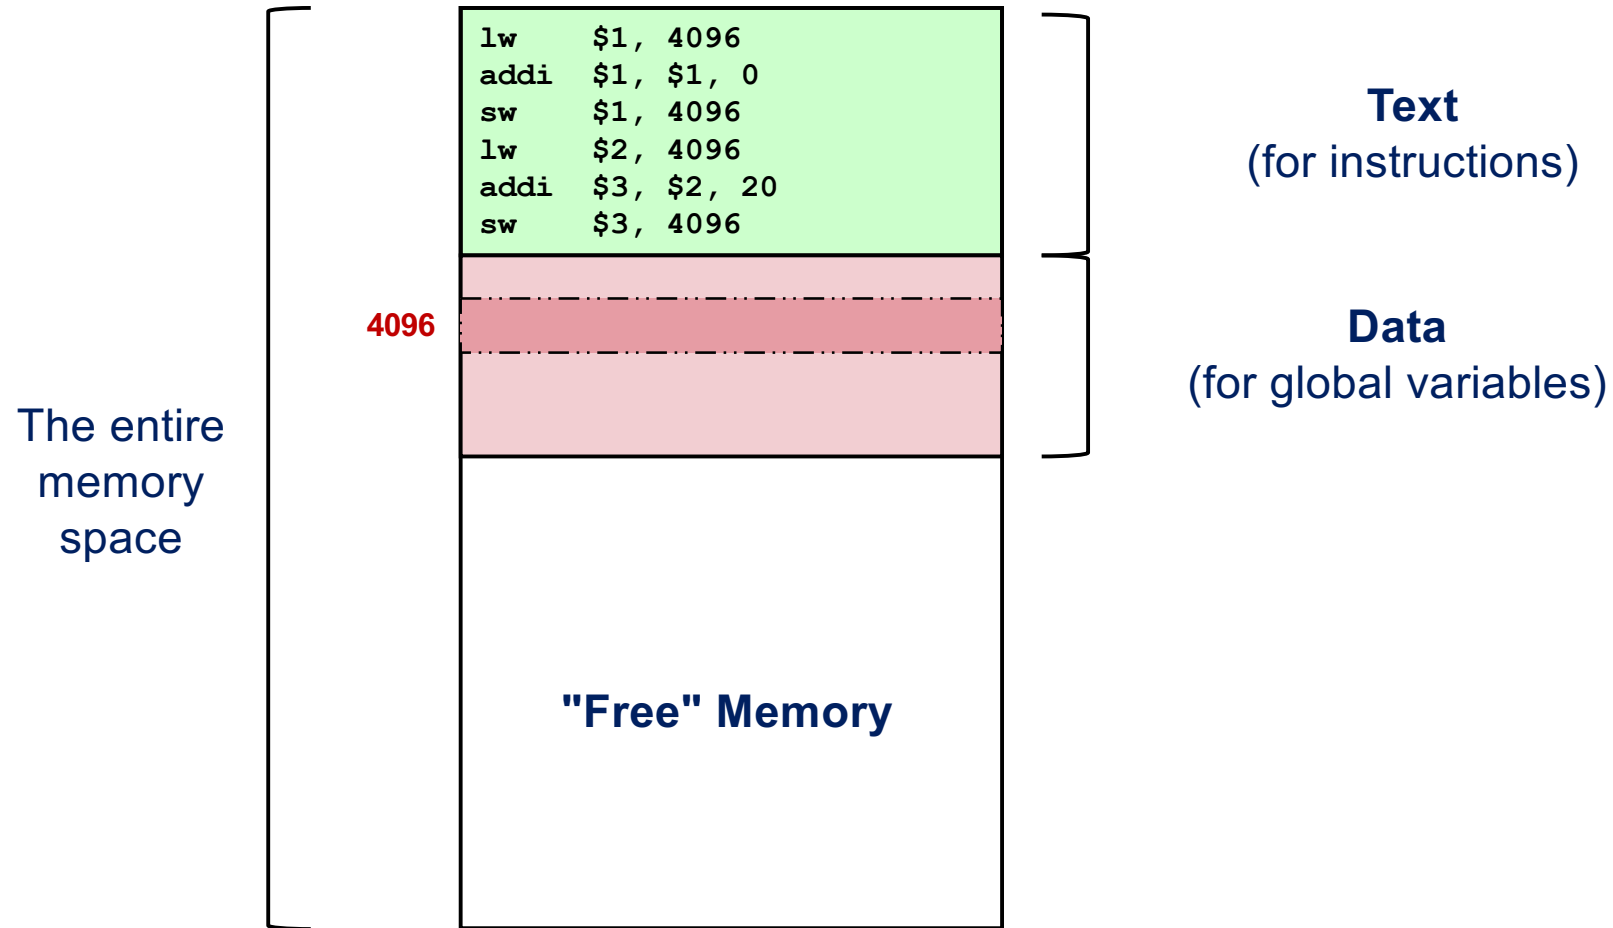 lw $1, 4096
addi $1, $1, 0
sw $1, 4096
lw $2, 4096
addi $3, $2, 20
sw $3, 4096
Text
(for instructions)
4096
Data
(for global variables)
The entire
memory
space
"Free" Memory